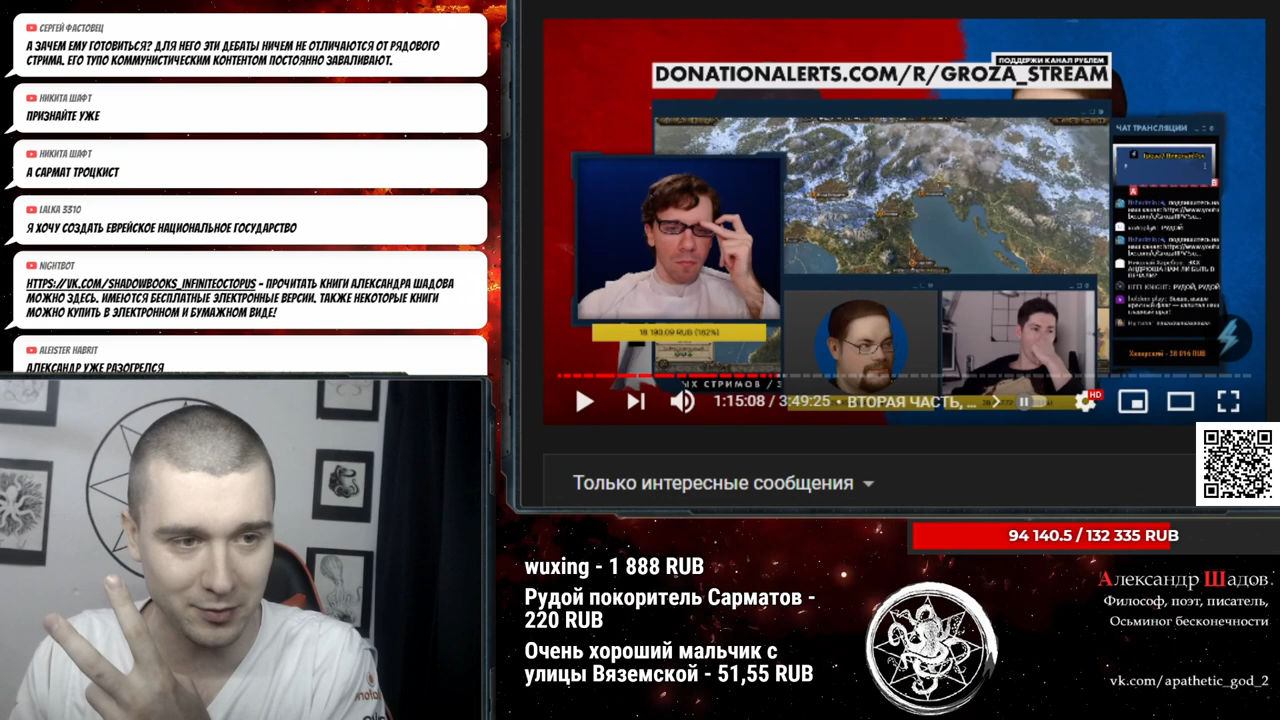 СЕРГЕЙ ФАСТОВЕЦ
А ЗАЧЕМ ЕМУ ГОТОВИТЬСЯ? ДЛЯ НЕГО ЭТИ ДЕБАТЫ НИЧЕМ НЕ ОТЛИЧАЮТСЯ ОТ РЯДОВОГО
СТРИМА. ЕГО ТУПО КОММУНИСТИЧЕСКИМ КОНТЕНТОМ ПОСТОЯННО ЗАВАЛИВАЮТ.
НИКИТА ШАФТ
ПРИЗНАЙТЕ УЖЕ
НИКИТА ШАФТ
А САРМАТ ТРОЦКИСТ
LALKA 3310
Я ХОЧУ СОЗДАТЬ ЕВРЕЙСКОЕ НАЦИОНАЛЬНОЕ ГОСУДАРСТВО
NIGHTBOT
HTTPS://VK.COM/SHADOWBOOKS_INFINITEOCTOPUS - ПРОЧИТАТЬ КНИГИ АЛЕКСАНДРА ШАДОВА
МОЖНО ЗДЕСЬ. ИМЕЮТСЯ БЕСПЛАТНЫЕ ЭЛЕКТРОННЫЕ ВЕРСИИ. ТАКЖЕ НЕКОТОРЫЕ КНИГИ
МОЖНО КУПИТЬ В ЭЛЕКТРОННОМ И БУМАЖНОМ ВИДЕ!
ALEISTER HABRIT
АЛЕКСАНДР УЖЕ РАЗОГРЕЛСЯ
ПОДДЕРЖИ КАНАЛ РУБЛЕМ
DONATIONALERTS.COM/R/GROZA_STREAM
ЧАТ ТРАНСЛЯЦИИ
18 190.09 RUB (182%)
ЫХ СТРИМОВ / 3
1:15:08 / 3:49:25 • ВТОРАЯ ЧАСТЬ, ...
HD
Только интересные сообщения
94 140.5 / 132 335 RUB
wuxing - 1 888 RUB
Рудой покоритель Сарматов -
220 RUB
Очень хороший мальчик с
улицы Вяземской - 51,55 RUB
Александр Шадов
Философ, поэт, писатель,
Осьминог бесконечности
vk.com/apathetic_god_2